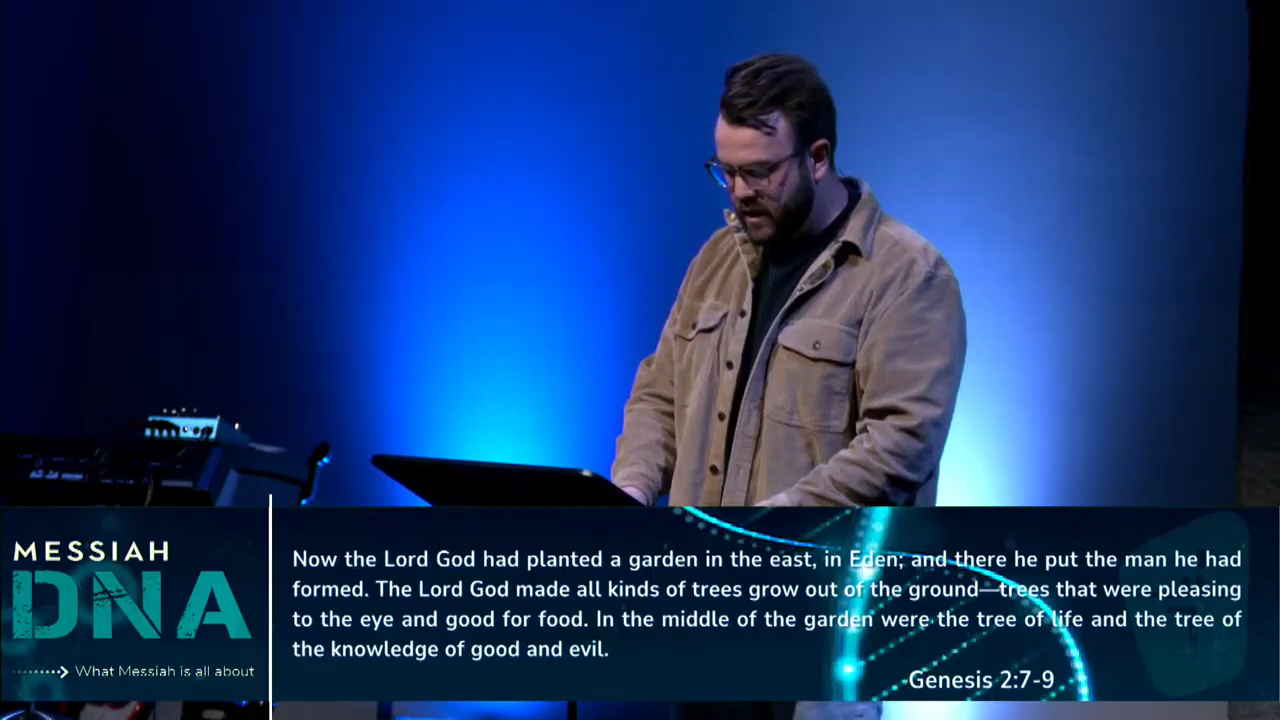 MESSIAH
DNA
What Messiah is all about
Now the Lord God had planted a garden in the east, in Eden; and there he put the man he had
formed. The Lord God made all kinds of trees grow out of the ground—trees that were pleasing
to the eye and good for food. In the middle of the garden were the tree of life and the tree of
the knowledge of good and evil.
Genesis 2:7-9